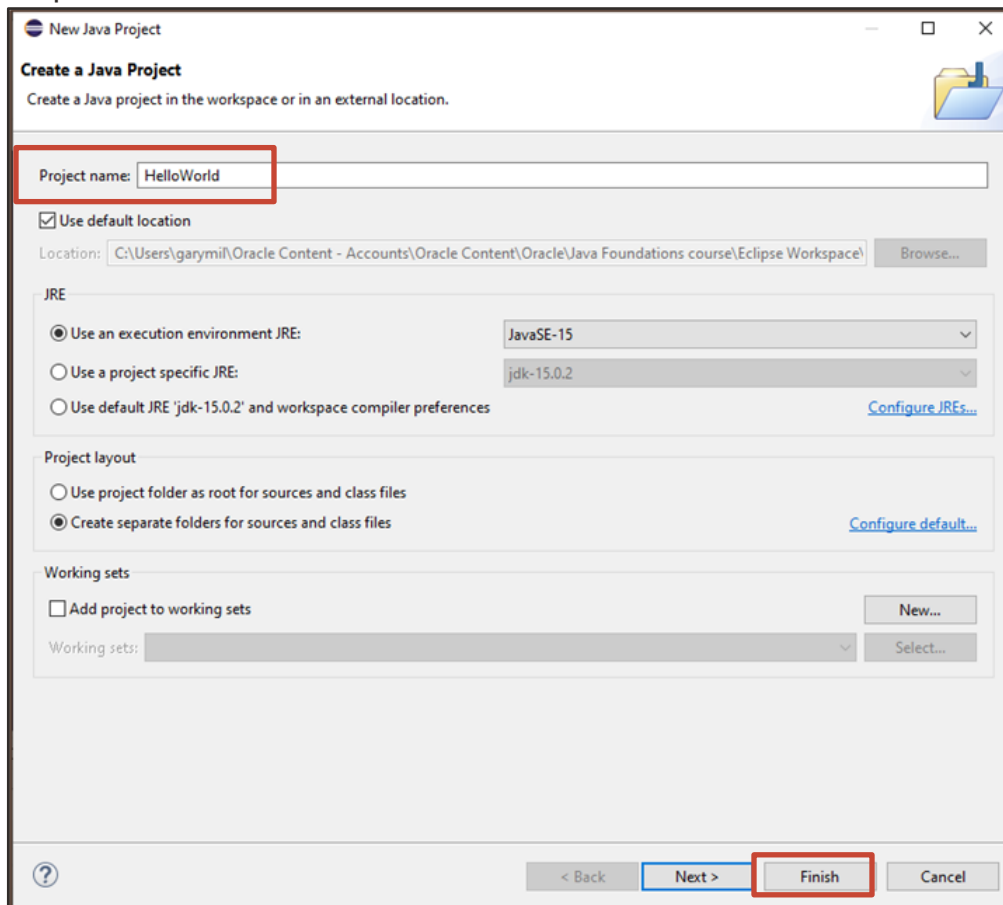 New Java Project
Create a Java Project
Create a Java project in the workspace or in an external location.
Project name: HelloWorld
Use default location
Location: C:\Users\garymil\Oracle Content - Accounts\Oracle Content\Oracle\Java Foundations course\Eclipse Workspace\ Browse...
JRE
Use an execution environment JRE: JavaSE-15
Use a project specific JRE: jdk-15.0.2
Use default JRE 'jdk-15.0.2' and workspace compiler preferences Configure JREs...
Project layout
Use project folder as root for sources and class files
Create separate folders for sources and class files Configure default...
Working sets
Add project to working sets New...
Working sets: Select...
? < Back Next > Finish Cancel